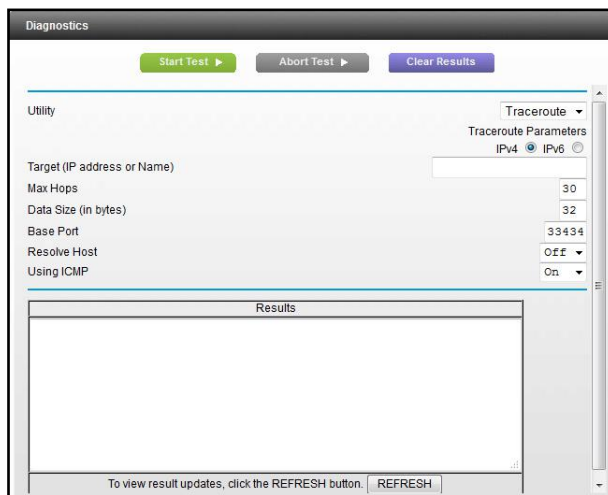 Diagnostics
Start Test Abort Test Clear Results
Utility Traceroute
Traceroute Parameters
IPv4 IPv6
Target (IP address or Name)
Max Hops 30
Data Size (in bytes) 32
Base Port 33434
Resolve Host Off
Using ICMP On
Results
To view result updates, click the REFRESH button. REFRESH